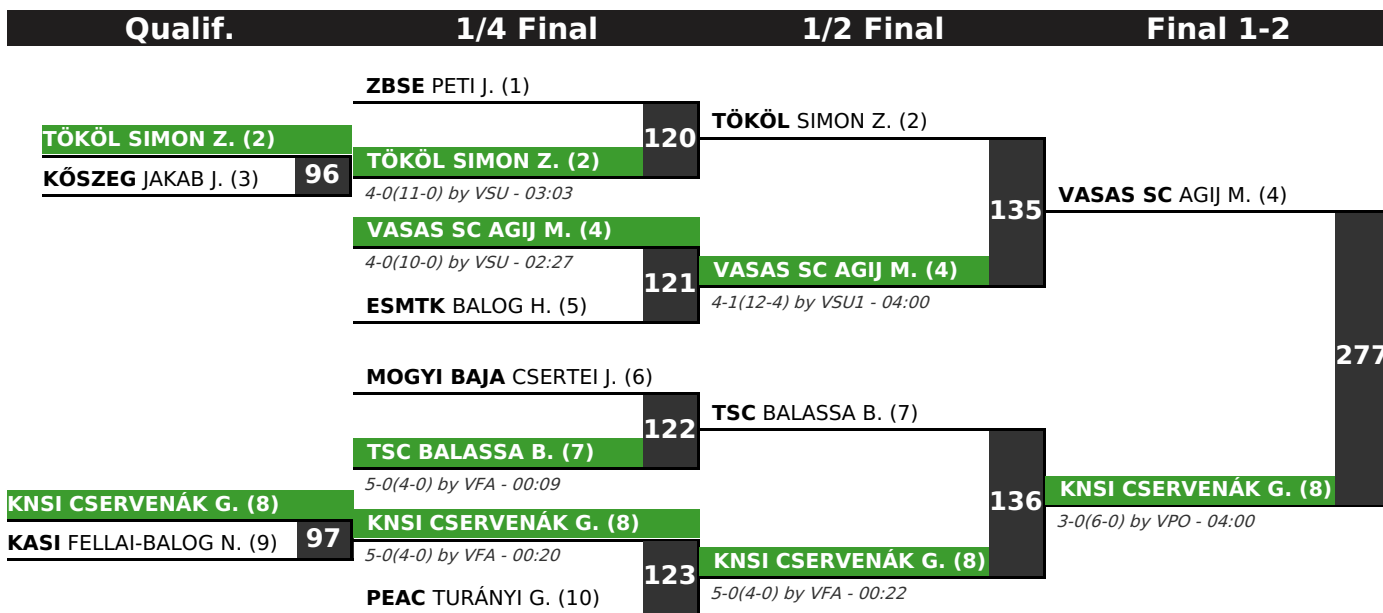 Qualif. 1/4 Final 1/2 Final Final 1-2
ZBSE PETI J. (1)
TÖKÖL SIMON Z. (2)
KŐSZEG JAKAB J. (3)
96
120
TÖKÖL SIMON Z. (2)
4-0(11-0) by VSU - 03:03
VASAS SC AGIJ M. (4)
4-0(10-0) by VSU - 02:27
121
ESMTK BALOG H. (5)
TÖKÖL SIMON Z. (2)
135
VASAS SC AGIJ M. (4)
4-1(12-4) by VSU1 - 04:00
VASAS SC AGIJ M. (4)
277
MOGYI BAJA CSERTEI J. (6)
122
TSC BALASSA B. (7)
5-0(4-0) by VFA - 00:09
KNSI CSERVENÁK G. (8)
KASI FELLAI-BALOG N. (9)
97
KNSI CSERVENÁK G. (8)
5-0(4-0) by VFA - 00:20
123
PEAC TURÁNYI G. (10)
TSC BALASSA B. (7)
136
KNSI CSERVENÁK G. (8)
5-0(4-0) by VFA - 00:22
KNSI CSERVENÁK G. (8)
3-0(6-0) by VPO - 04:00